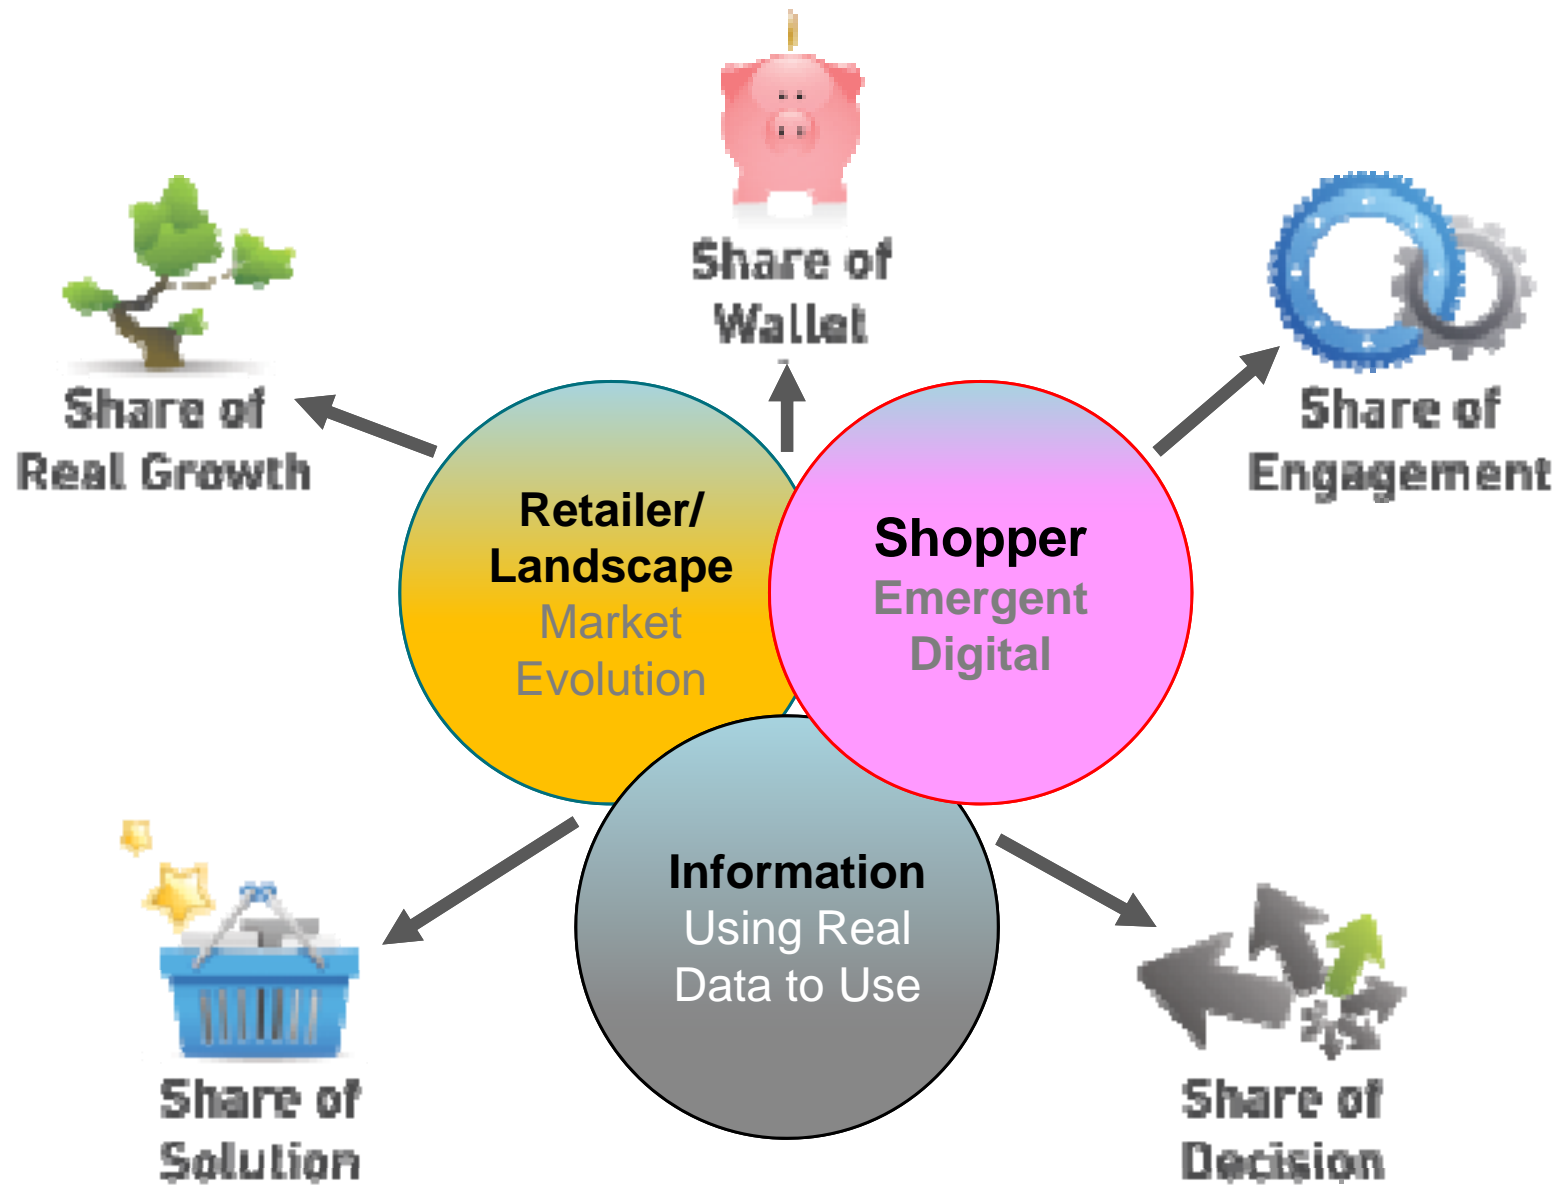 Share of
Wallet
Share of
Real Growth
Share of
Engagement
Retailer/
Landscape
Market
Evolution
Shopper
Emergent
Digital
Information
Using Real
Data to Use
Share of
Solution
Share of
Decision